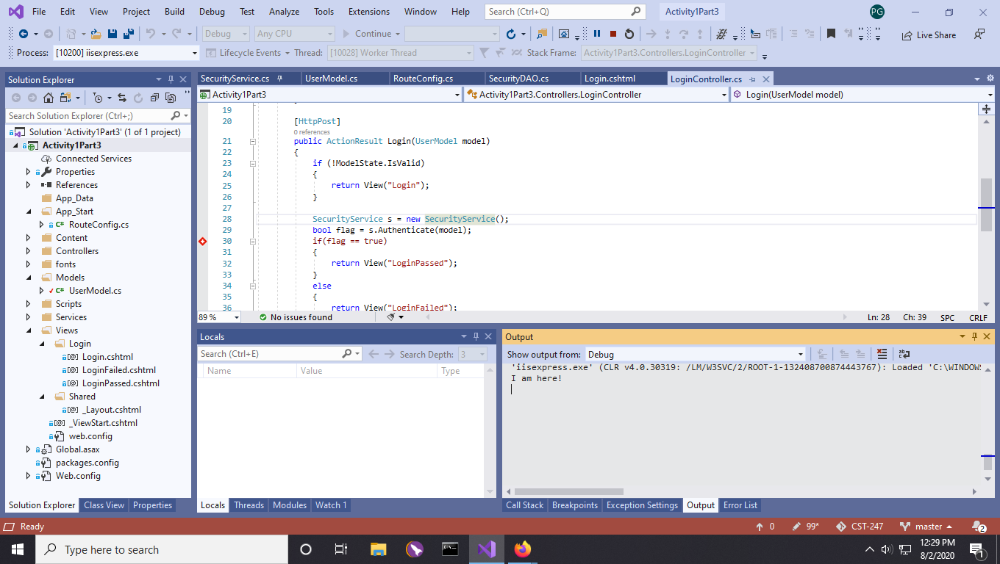 File Edit View Project Build Debug Test Analyze Tools Extensions Window Help Search (Ctrl+Q) Activity1Part3 PG
Debug Any CPU Continue Live Share
Process: [10200] iisexpress.exe Lifecycle Events Thread: [10028] Worker Thread Stack Frame: Activity1Part3.Controllers.LoginController
Solution Explorer
Search Solution Explorer (Ctrl+;)
Solution 'Activity1Part3' (1 of 1 project)
Activity1Part3
Connected Services
Properties
References
App_Data
App_Start
C# RouteConfig.cs
Content
Controllers
fonts
Models
C# UserModel.cs
Scripts
Services
Views
Login
[@] Login.cshtml
[@] LoginFailed.cshtml
[@] LoginPassed.cshtml
Shared
[@] _Layout.cshtml
[@] _ViewStart.cshtml
web.config
Global.asax
packages.config
Web.config
Solution Explorer Class View Properties
SecurityService.cs UserModel.cs RouteConfig.cs SecurityDAO.cs Login.cshtml LoginController.cs
Activity1Part3 Activity1Part3.Controllers.LoginController Login(UserModel model)
19
20 [HttpPost]
0 references
21 public ActionResult Login(UserModel model)
22 {
23 if (!ModelState.IsValid)
24 {
25 return View("Login");
26 }
27
28 SecurityService s = new SecurityService();
29 bool flag = s.Authenticate(model);
30 if(flag == true)
31 {
32 return View("LoginPassed");
33 }
34 else
35 {
36 return View("LoginFailed");
89 % No issues found Ln: 28 Ch: 39 SPC CRLF
Locals
Search (Ctrl+E) Search Depth: 3
Name Value Type
Locals Threads Modules Watch 1
Output
Show output from: Debug
'iisexpress.exe' (CLR v4.0.30319: /LM/W3SVC/2/ROOT-1-132408700874443767): Loaded 'C:\WINDOWS
I am here!
Call Stack Breakpoints Exception Settings Output Error List
Ready 0 99* CST-247 master 2
Type here to search 12:29 PM
8/2/2020 1